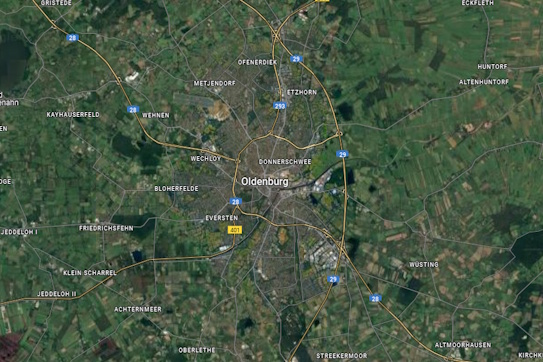 GRISTEDE
ECKFLETH
28
OFENERDIEK
29
HUNTORF
METJENDORF
ETZHORN
ALTENHUNTORF
293
28
KAYHAUSERFELD
WEHNEN
WECHLOY
DONNERSCHWEE
29
Oldenburg
BLOHERFELDE
28
EVERSTEN
FRIEDRICHSFEHN
401
JEDDELOH I
WÜSTING
KLEIN SCHARREL
29
JEDDELOH II
28
ACHTERNMEER
ALTMOORHAUSEN
OBERLETHE
STREEKERMOOR